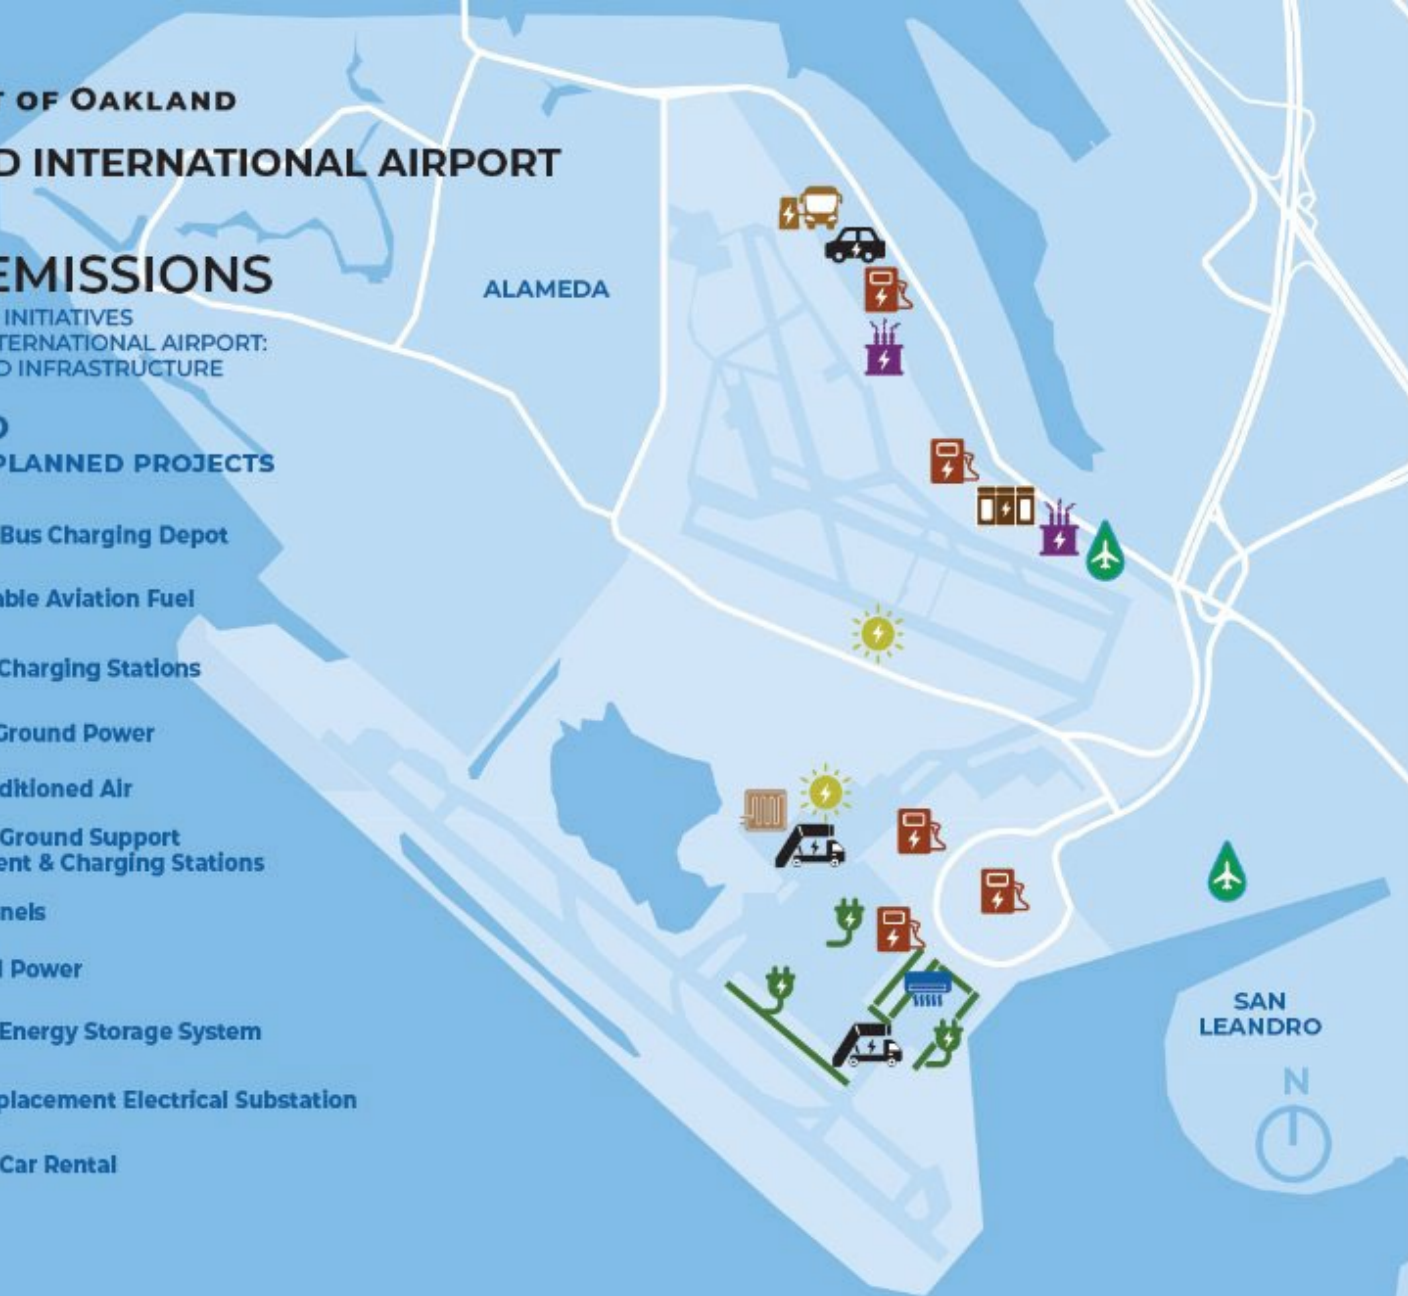 T OF OAKLAND
D INTERNATIONAL AIRPORT
EMISSIONS
INITIATIVES
TERNATIONAL AIRPORT:
D INFRASTRUCTURE
D
PLANNED PROJECTS
Bus Charging Depot
able Aviation Fuel
Charging Stations
Ground Power
ditioned Air
Ground Support
ent & Charging Stations
nels
l Power
Energy Storage System
placement Electrical Substation
Car Rental
ALAMEDA
SAN
LEANDRO
N